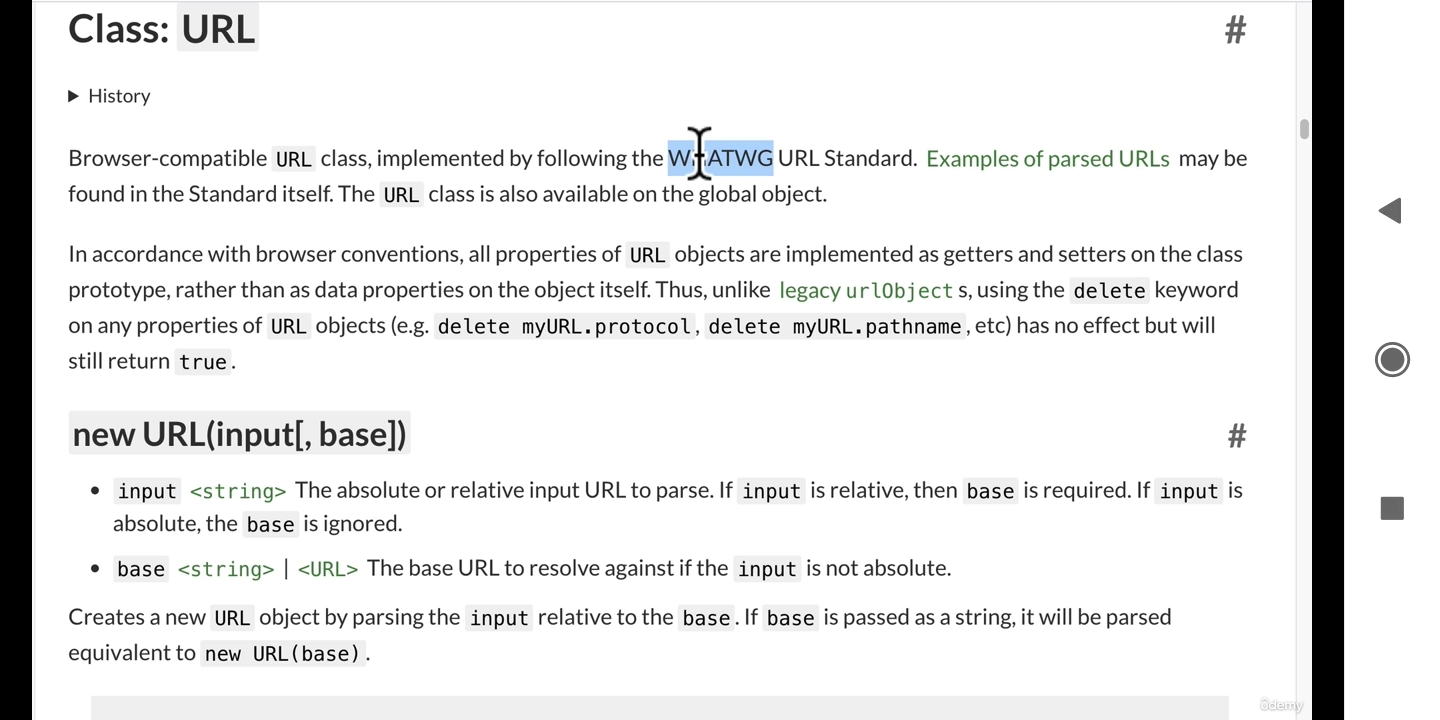 Class: URL #
History
Browser-compatible URL class, implemented by following the WHATWG URL Standard. Examples of parsed URLs may be
found in the Standard itself. The URL class is also available on the global object.
In accordance with browser conventions, all properties of URL objects are implemented as getters and setters on the class
prototype, rather than as data properties on the object itself. Thus, unlike legacy urlObject s, using the delete keyword
on any properties of URL objects (e.g. delete myURL.protocol, delete myURL.pathname, etc) has no effect but will
still return true.
new URL(input[, base]) #
• input <string> The absolute or relative input URL to parse. If input is relative, then base is required. If input is
absolute, the base is ignored.
• base <string> | <URL> The base URL to resolve against if the input is not absolute.
Creates a new URL object by parsing the input relative to the base. If base is passed as a string, it will be parsed
equivalent to new URL(base).
ûdemy